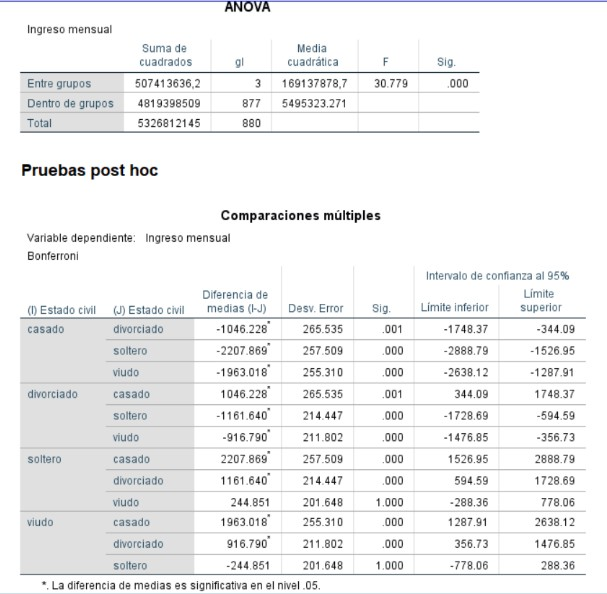 ANOVA
Ingreso mensual
Suma de cuadrados gl Media cuadrática F Sig.
Entre grupos 507413636,2 3 169137878,7 30.779 .000
Dentro de grupos 4819398509 877 5495323.271
Total 5326812145 880
Pruebas post hoc
Comparaciones múltiples
Variable dependiente: Ingreso mensual
Bonferroni
Intervalo de confianza al 95%
(I) Estado civil (J) Estado civil Diferencia de medias (I-J) Desv. Error Sig. Límite inferior Límite superior
casado divorciado -1046.228* 265.535 .001 -1748.37 -344.09
soltero -2207.869* 257.509 .000 -2888.79 -1526.95
viudo -1963.018* 255.310 .000 -2638.12 -1287.91
divorciado casado 1046.228* 265.535 .001 344.09 1748.37
soltero -1161.640* 214.447 .000 -1728.69 -594.59
viudo -916.790* 211.802 .000 -1476.85 -356.73
soltero casado 2207.869* 257.509 .000 1526.95 2888.79
divorciado 1161.640* 214.447 .000 594.59 1728.69
viudo 244.851 201.648 1.000 -288.36 778.06
viudo casado 1963.018* 255.310 .000 1287.91 2638.12
divorciado 916.790* 211.802 .000 356.73 1476.85
soltero -244.851 201.648 1.000 -778.06 288.36
*. La diferencia de medias es significativa en el nivel .05.